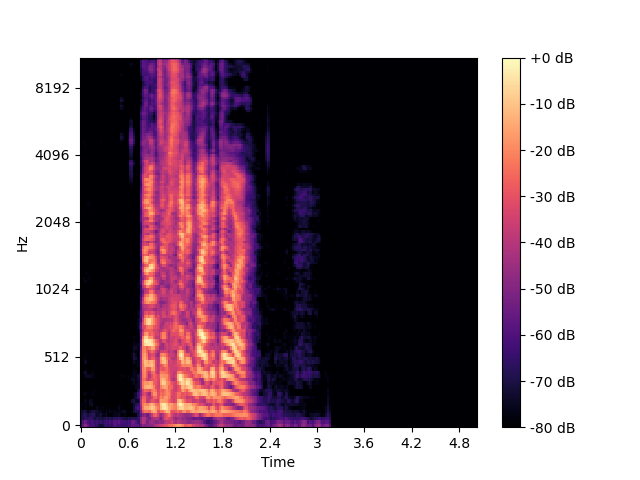 8192
4096
2048
1024
512
0
Hz
0 0.6 1.2 1.8 2.4 3 3.6 4.2 4.8
Time
+0 dB
-10 dB
-20 dB
-30 dB
-40 dB
-50 dB
-60 dB
-70 dB
-80 dB